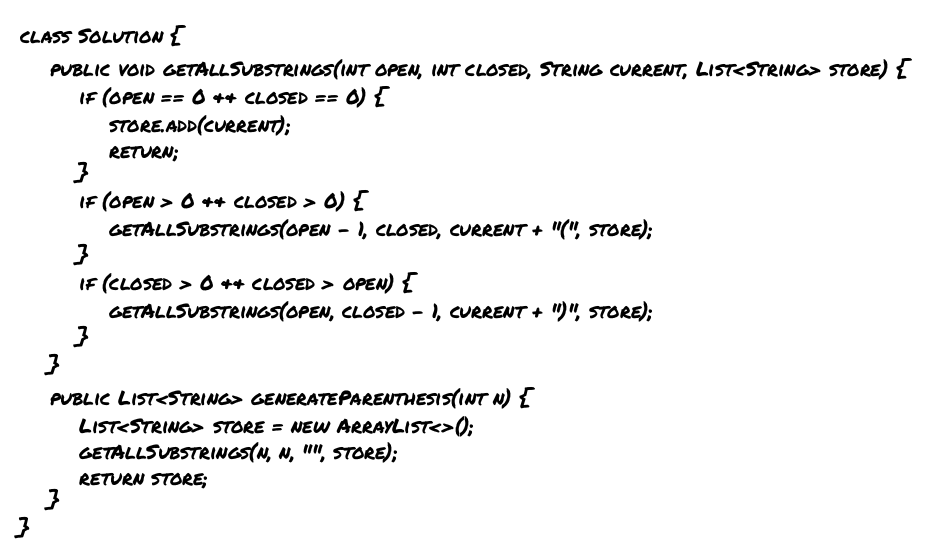 class Solution {
public void getAllSubstrings(int open, int closed, String current, List<String> store) {
if (open == 0 && closed == 0) {
store.add(current);
return;
}
if (open > 0 && closed > 0) {
getAllSubstrings(open - 1, closed, current + "(", store);
}
if (closed > 0 && closed > open) {
getAllSubstrings(open, closed - 1, current + ")", store);
}
}
public List<String> generateParenthesis(int n) {
List<String> store = new ArrayList<>();
getAllSubstrings(n, n, "", store);
return store;
}
}